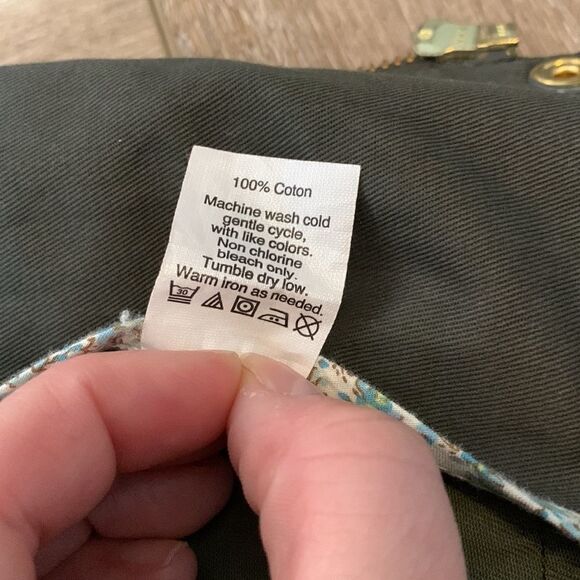 100% Coton
Machine wash cold
gentle cycle,
with like colors.
Non chlorine
bleach only.
Tumble dry low.
Warm iron as needed.
30